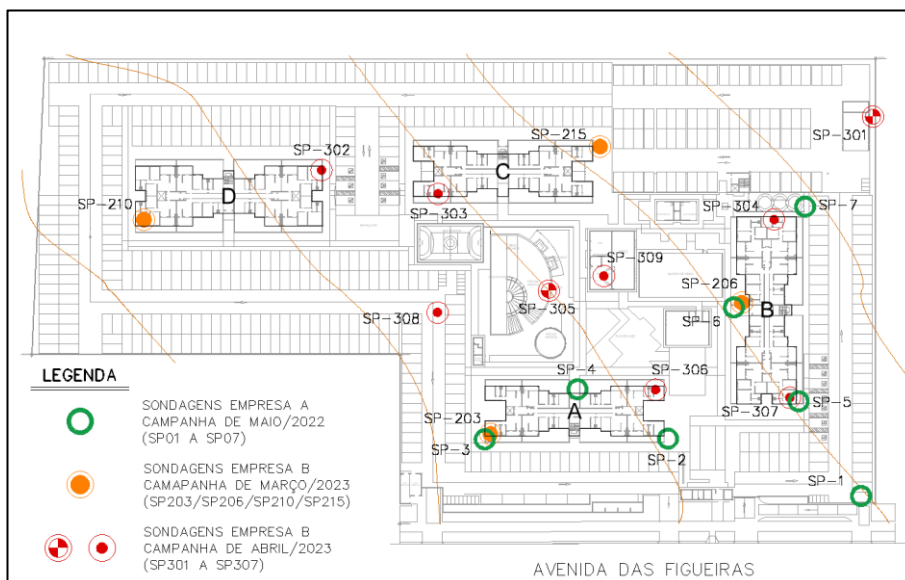 SP-215
SP-301
SP-302
C
D
SP-210
SP-303
SP-304
SP-7
SP-309
SP-206
B
SP-305
SP-6
SP-308
LEGENDA
SP-4
SP-306
SONDAGENS EMPRESA A
CAMPANHA DE MAIO/2022
(SP01 A SP07)
A
SP-307
SP-5
SP-203
SP-3
SP-2
SONDAGENS EMPRESA B
CAMAPANHA DE MARÇO/2023
(SP203/SP206/SP210/SP215)
SP-1
SONDAGENS EMPRESA B
CAMPANHA DE ABRIL/2023
(SP301 A SP307)
AVENIDA DAS FIGUEIRAS